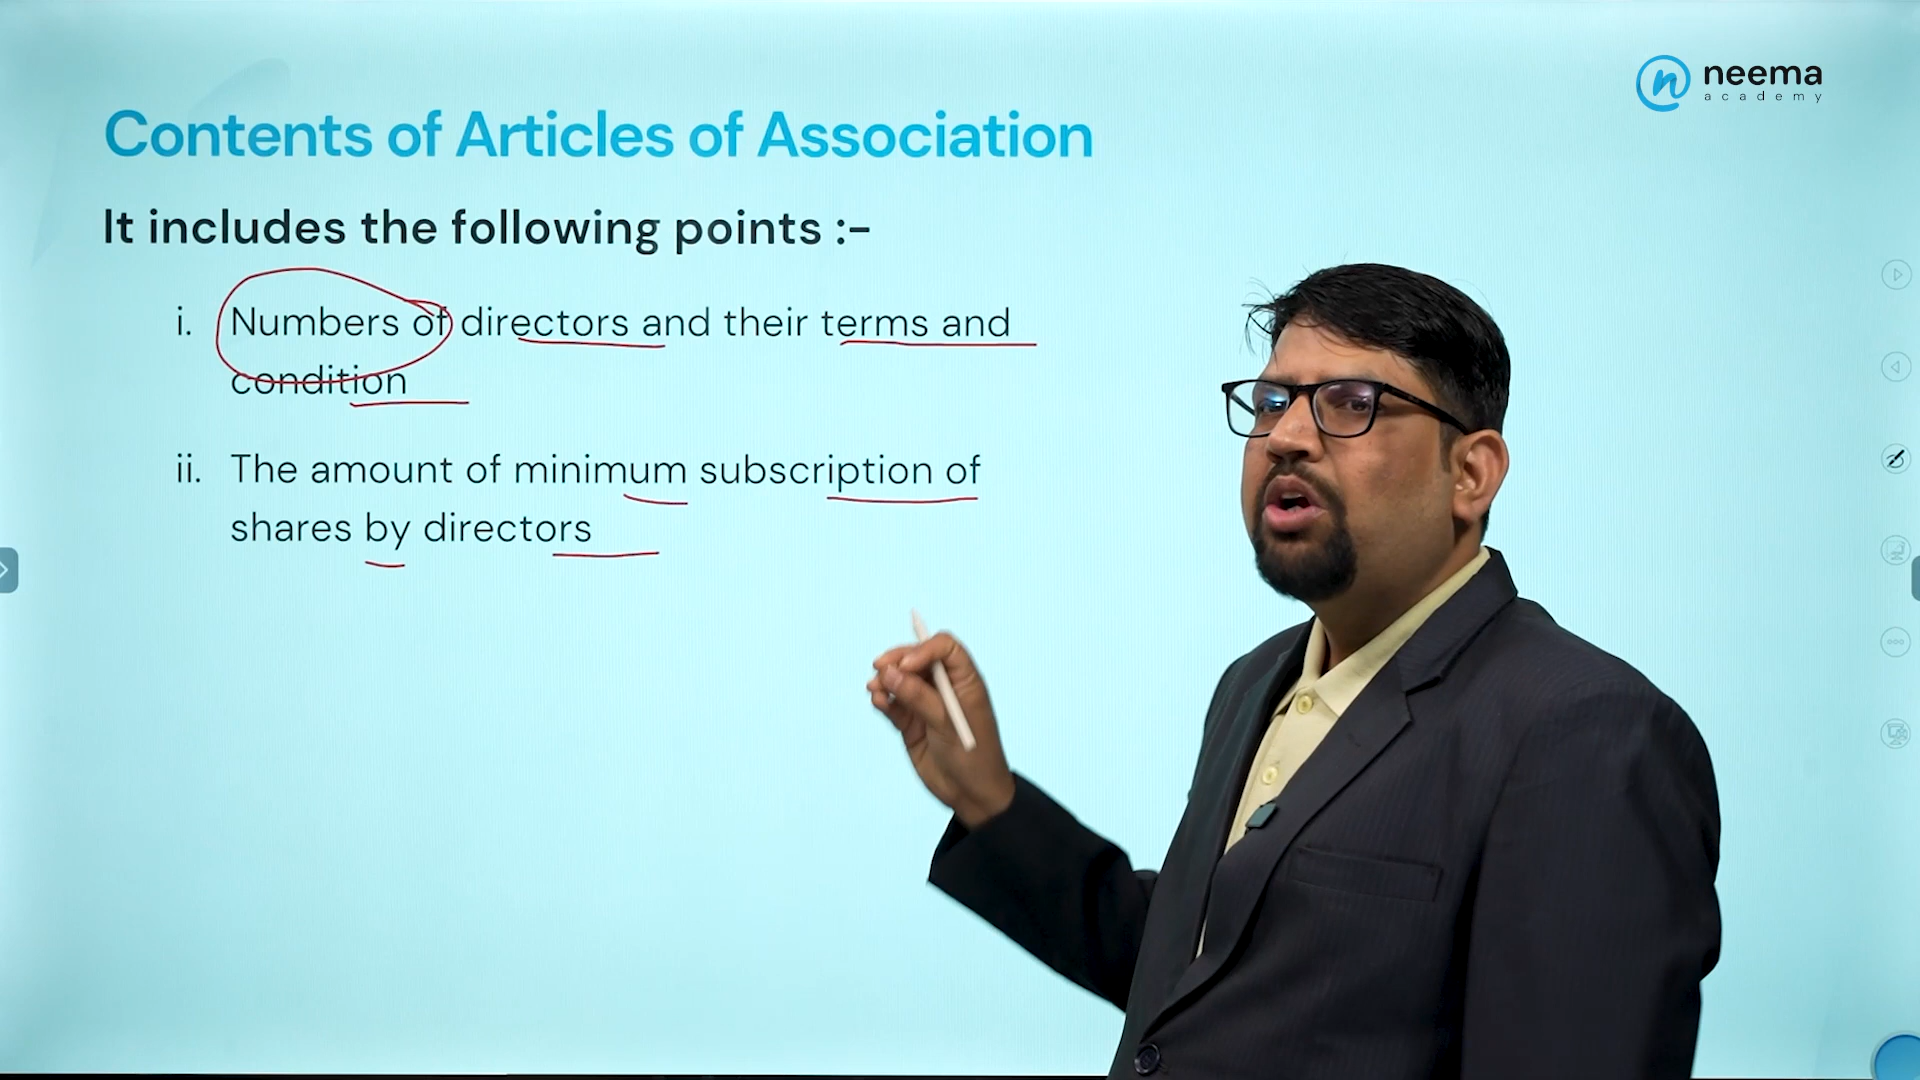 neema
academy
Contents of Articles of Association
It includes the following points :-
i. Numbers of directors and their terms and
condition
ii. The amount of minimum subscription of
shares by directors